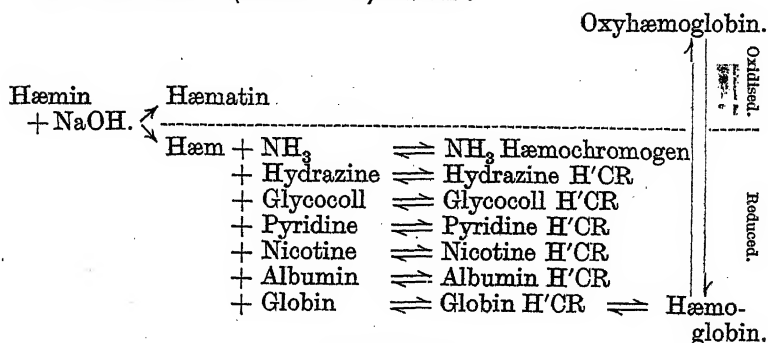 Oxyhæmoglobin.
Oxidised.
Hæmin
+ NaOH.
Hæmatin
Hæm + NH₃ ⇌ NH₃ Hæmochromogen
+ Hydrazine ⇌ Hydrazine H′CR
+ Glycocoll ⇌ Glycocoll H′CR
+ Pyridine ⇌ Pyridine H′CR
+ Nicotine ⇌ Nicotine H′CR
+ Albumin ⇌ Albumin H′CR
+ Globin ⇌ Globin H′CR ⇌ Hæmo-
globin.
Reduced.